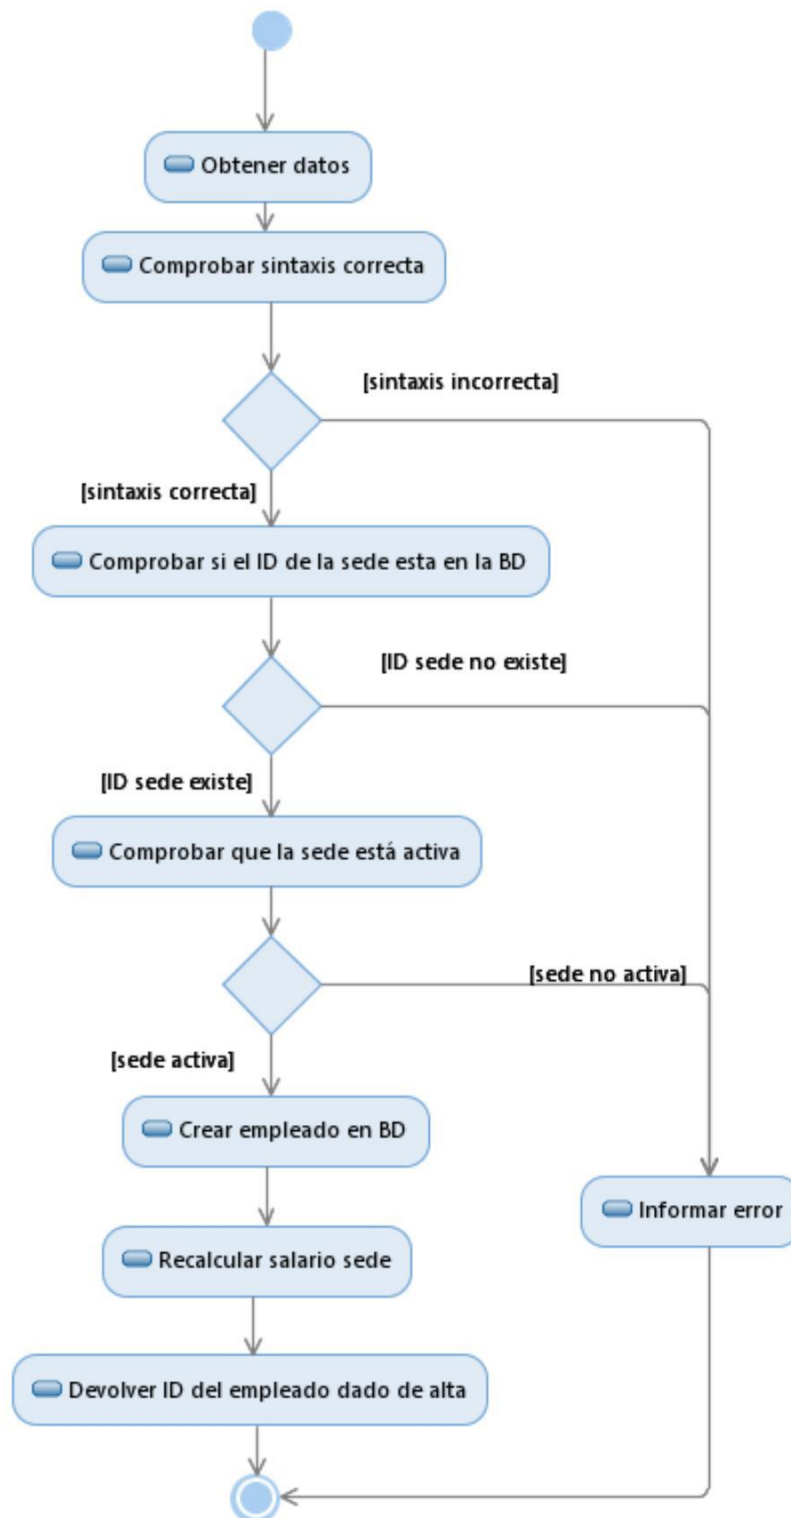 Obtener datos
Comprobar sintaxis correcta
[sintaxis incorrecta]
[sintaxis correcta]
Comprobar si el ID de la sede esta en la BD
[ID sede no existe]
[ID sede existe]
Comprobar que la sede está activa
[sede no activa]
[sede activa]
Crear empleado en BD
Informar error
Recalcular salario sede
Devolver ID del empleado dado de alta